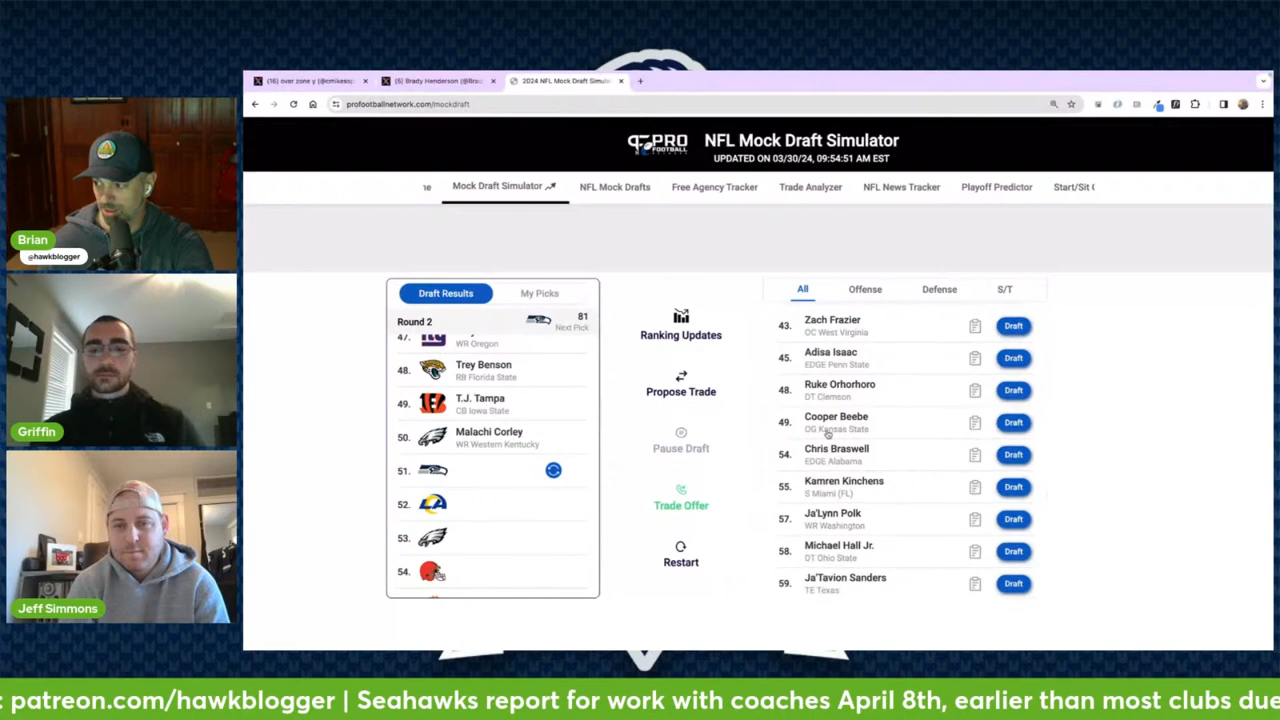 (16) over zone y (@cmikesp
(5) Brady Henderson (@Bra
2024 NFL Mock Draft Simula
profootballnetwork.com/mockdraft
PRO FOOTBALL
NFL Mock Draft Simulator
UPDATED ON 03/30/24, 09:54:51 AM EST
ne
Mock Draft Simulator
NFL Mock Drafts
Free Agency Tracker
Trade Analyzer
NFL News Tracker
Playoff Predictor
Start/Sit
Brian
@hawkblogger
Griffin
Jeff Simmons
Draft Results
My Picks
Round 2
81
Next Pick
47.
WR Oregon
48. Trey Benson
RB Florida State
49. T.J. Tampa
CB Iowa State
50. Malachi Corley
WR Western Kentucky
51.
52.
53.
54.
Ranking Updates
Propose Trade
Pause Draft
Trade Offer
Restart
All
Offense
Defense
S/T
43. Zach Frazier Draft
OC West Virginia
45. Adisa Isaac Draft
EDGE Penn State
48. Ruke Orhorhoro Draft
DT Clemson
49. Cooper Beebe Draft
OG Kansas State
54. Chris Braswell Draft
EDGE Alabama
55. Kamren Kinchens Draft
S Miami (FL)
57. Ja'Lynn Polk Draft
WR Washington
58. Michael Hall Jr. Draft
DT Ohio State
59. Ja'Tavion Sanders Draft
TE Texas
: patreon.com/hawkblogger | Seahawks report for work with coaches April 8th, earlier than most clubs due